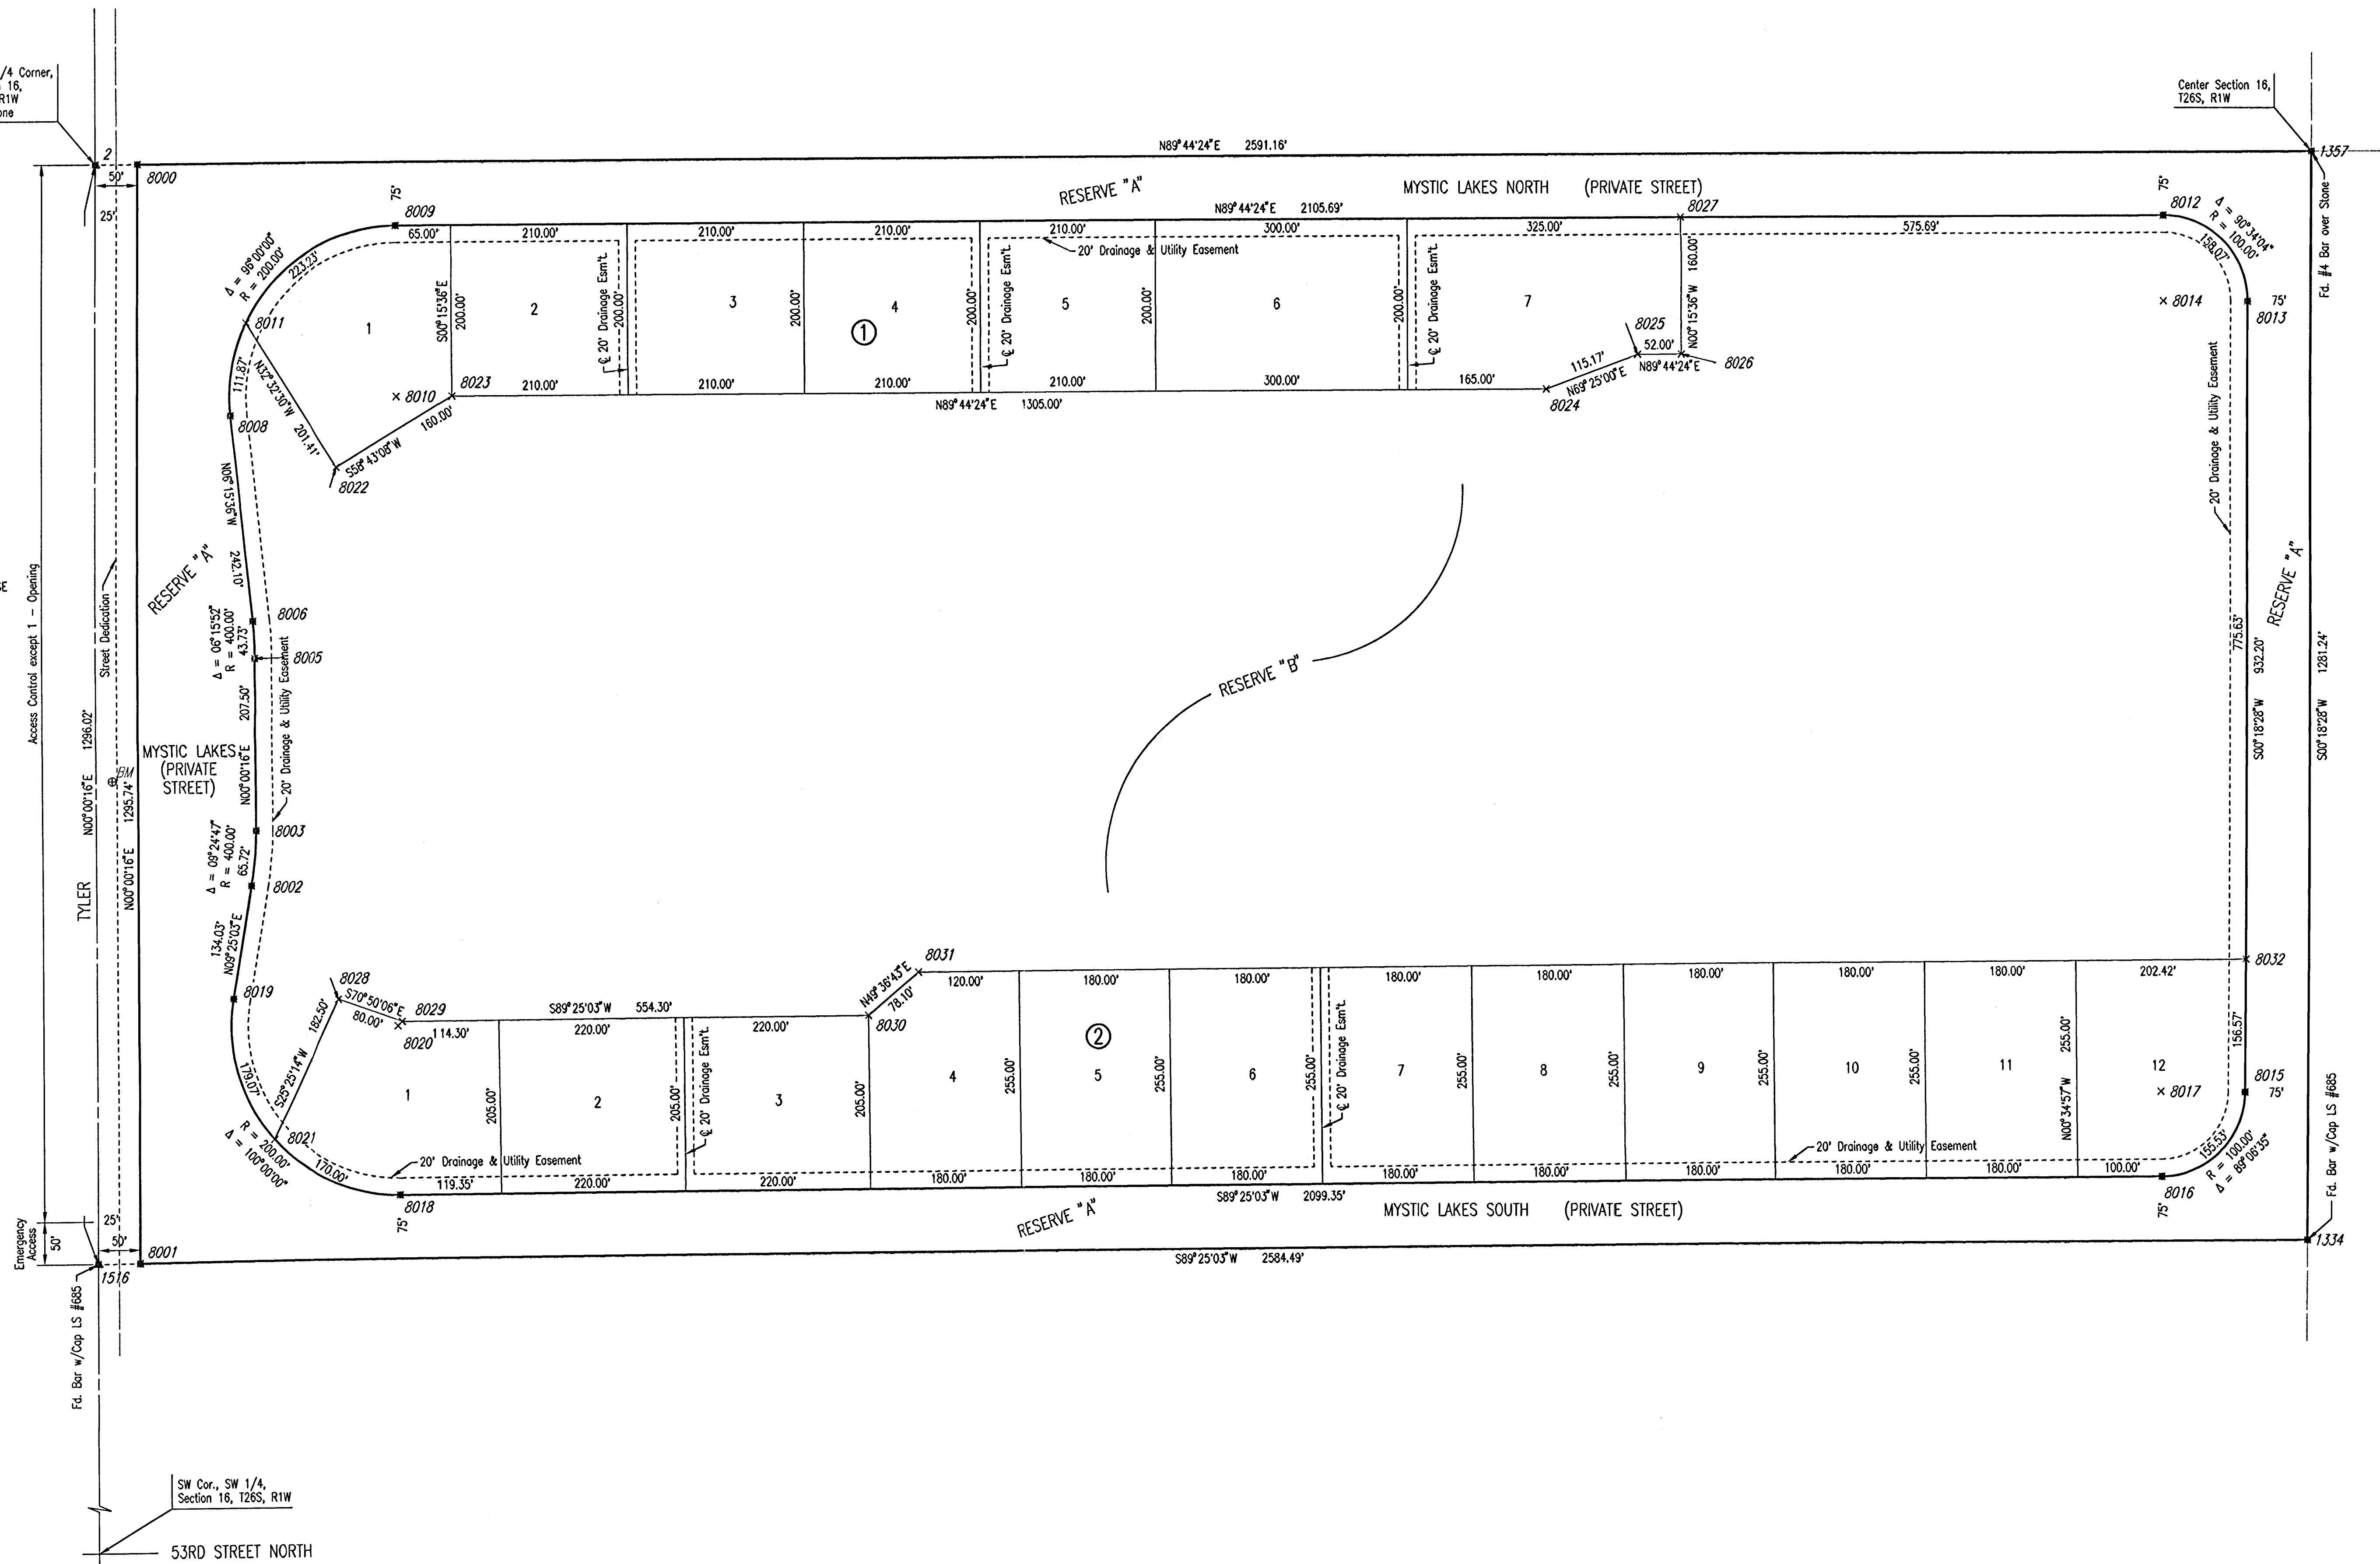 /4 Corner,
16,
R1W
one
Center Section 16,
T26S, R1W
N89°44'24"E 2591.16'
2
50'
8000
25'
1357
Fd. #4 Bar over Stone
RESERVE "A"
MYSTIC LAKES NORTH (PRIVATE STREET)
N89°44'24"E 2105.69'
75'
8009
8027
75'
8012
Δ = 90°34'04"
R = 100.00'
158.07'
65.00'
210.00'
210.00'
210.00'
210.00'
300.00'
325.00'
575.69'
20' Drainage & Utility Easement
Δ = 96°00'00"
R = 200.00'
223.23'
8011
1
S00°15'36"E
200.00'
2
℄ 20' Drainage Esm't.
200.00'
3
200.00'
4
①
200.00'
℄ 20' Drainage Esm't.
5
200.00'
6
200.00'
℄ 20' Drainage Esm't.
7
N00°15'36"W 160.00'
8014
75'
8013
8025
52.00'
N89°44'24"E
8026
115.17'
N69°25'00"E
8024
111.87'
N32°32'30"W 201.41'
8010
8023
210.00'
210.00'
210.00'
210.00'
300.00'
165.00'
N89°44'24"E 1305.00'
8008
S58°43'08"W 160.00'
8022
N06°15'36"W 242.10'
20' Drainage & Utility Easement
RESERVE "A"
Access Control except 1 - Opening
Street Dedication
SE
8006
Δ = 06°15'52"
R = 400.00'
43.73'
8005
20' Drainage & Utility Easement
RESERVE "B"
RESERVE "A"
775.63'
S00°18'28"W 932.20'
S00°18'28"W 1281.24'
207.50'
N00°00'16"E
MYSTIC LAKES
(PRIVATE
STREET)
BM
N00°00'16"E 1296.02'
N00°00'16"E 1295.74'
TYLER
8003
Δ = 09°24'47"
R = 400.00'
65.72'
8002
134.03'
N09°25'03"E
8019
8028
S70°50'06"E
80.00'
8029
S89°25'03"W 554.30'
N49°36'43"E
78.10'
8031
8030
8020
114.30'
220.00'
220.00'
120.00'
180.00'
180.00'
180.00'
180.00'
180.00'
180.00'
180.00'
202.42'
8032
182.50'
S25°25'14"W
179.07'
8021
R = 200.00'
Δ = 100°00'00"
170.00'
1
205.00'
2
205.00'
℄ 20' Drainage Esm't.
3
205.00'
4
255.00'
②
5
255.00'
6
255.00'
℄ 20' Drainage Esm't.
7
255.00'
8
255.00'
9
255.00'
10
255.00'
11
N00°34'57"W 255.00'
12
156.57'
8015
75'
8017
155.53'
R = 100.00'
Δ = 89°06'35"
20' Drainage & Utility Easement
20' Drainage & Utility Easement
119.35'
220.00'
220.00'
180.00'
180.00'
180.00'
180.00'
180.00'
180.00'
180.00'
180.00'
100.00'
8018
75'
8016
75'
S89°25'03"W 2099.35'
RESERVE "A"
MYSTIC LAKES SOUTH (PRIVATE STREET)
Fd. Bar w/Cap LS #685
Emergency
Access
50'
25'
50'
8001
1516
S89°25'03"W 2584.49'
1334
Fd. Bar w/Cap LS #685
SW Cor., SW 1/4,
Section 16, T26S, R1W
53RD STREET NORTH